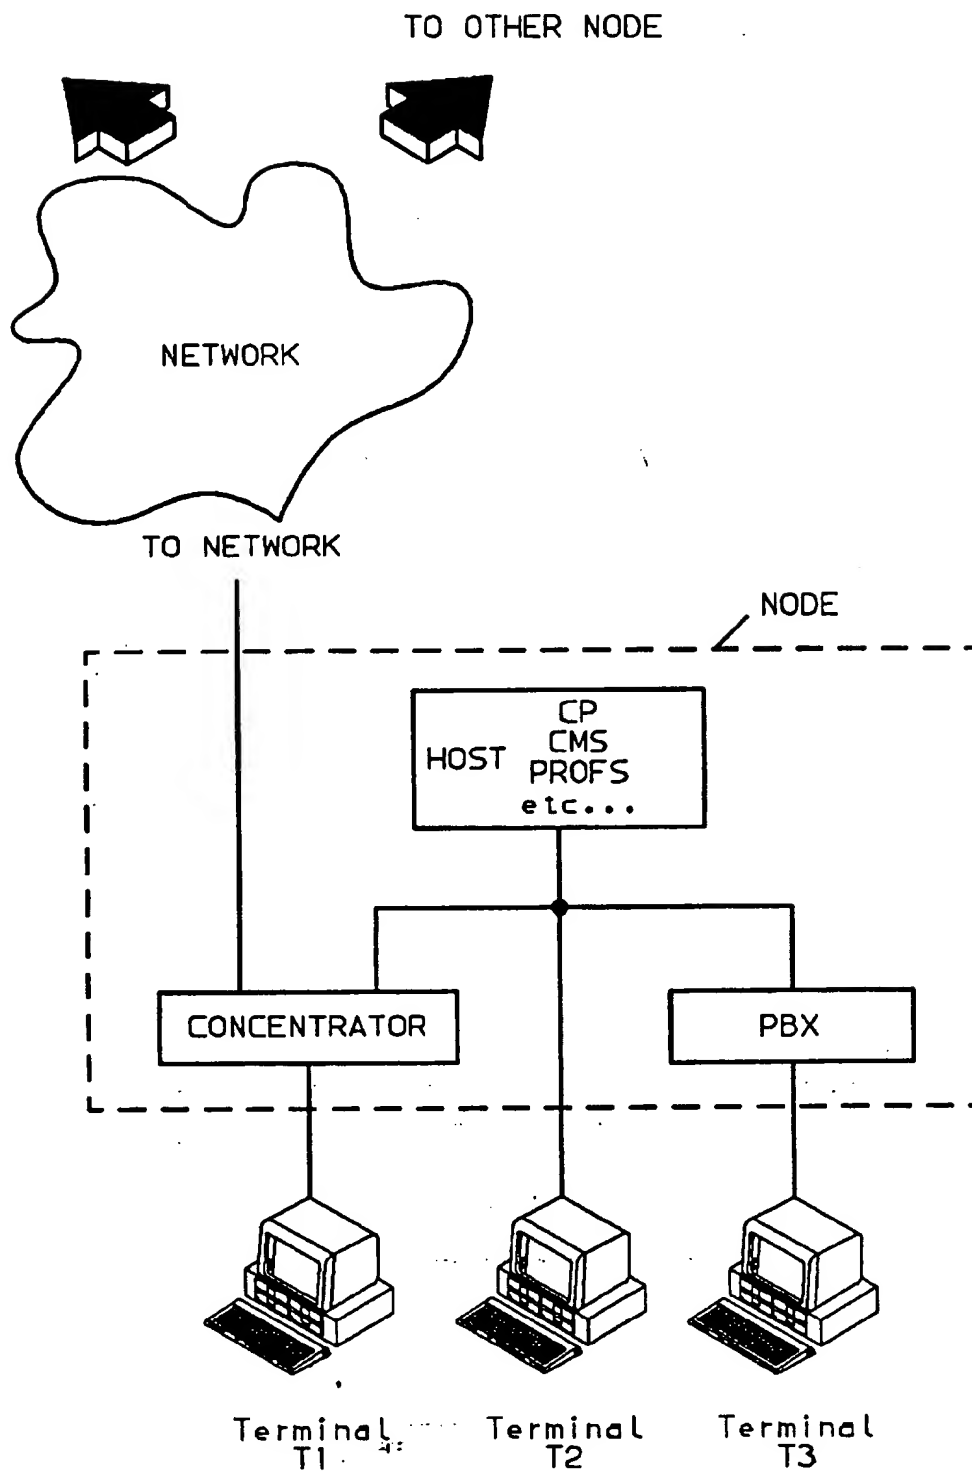 TO OTHER NODE
NETWORK
TO NETWORK
NODE
HOST
CP
CMS
PROFS
etc...
CONCENTRATOR
PBX
Terminal
T1
Terminal
T2
Terminal
T3